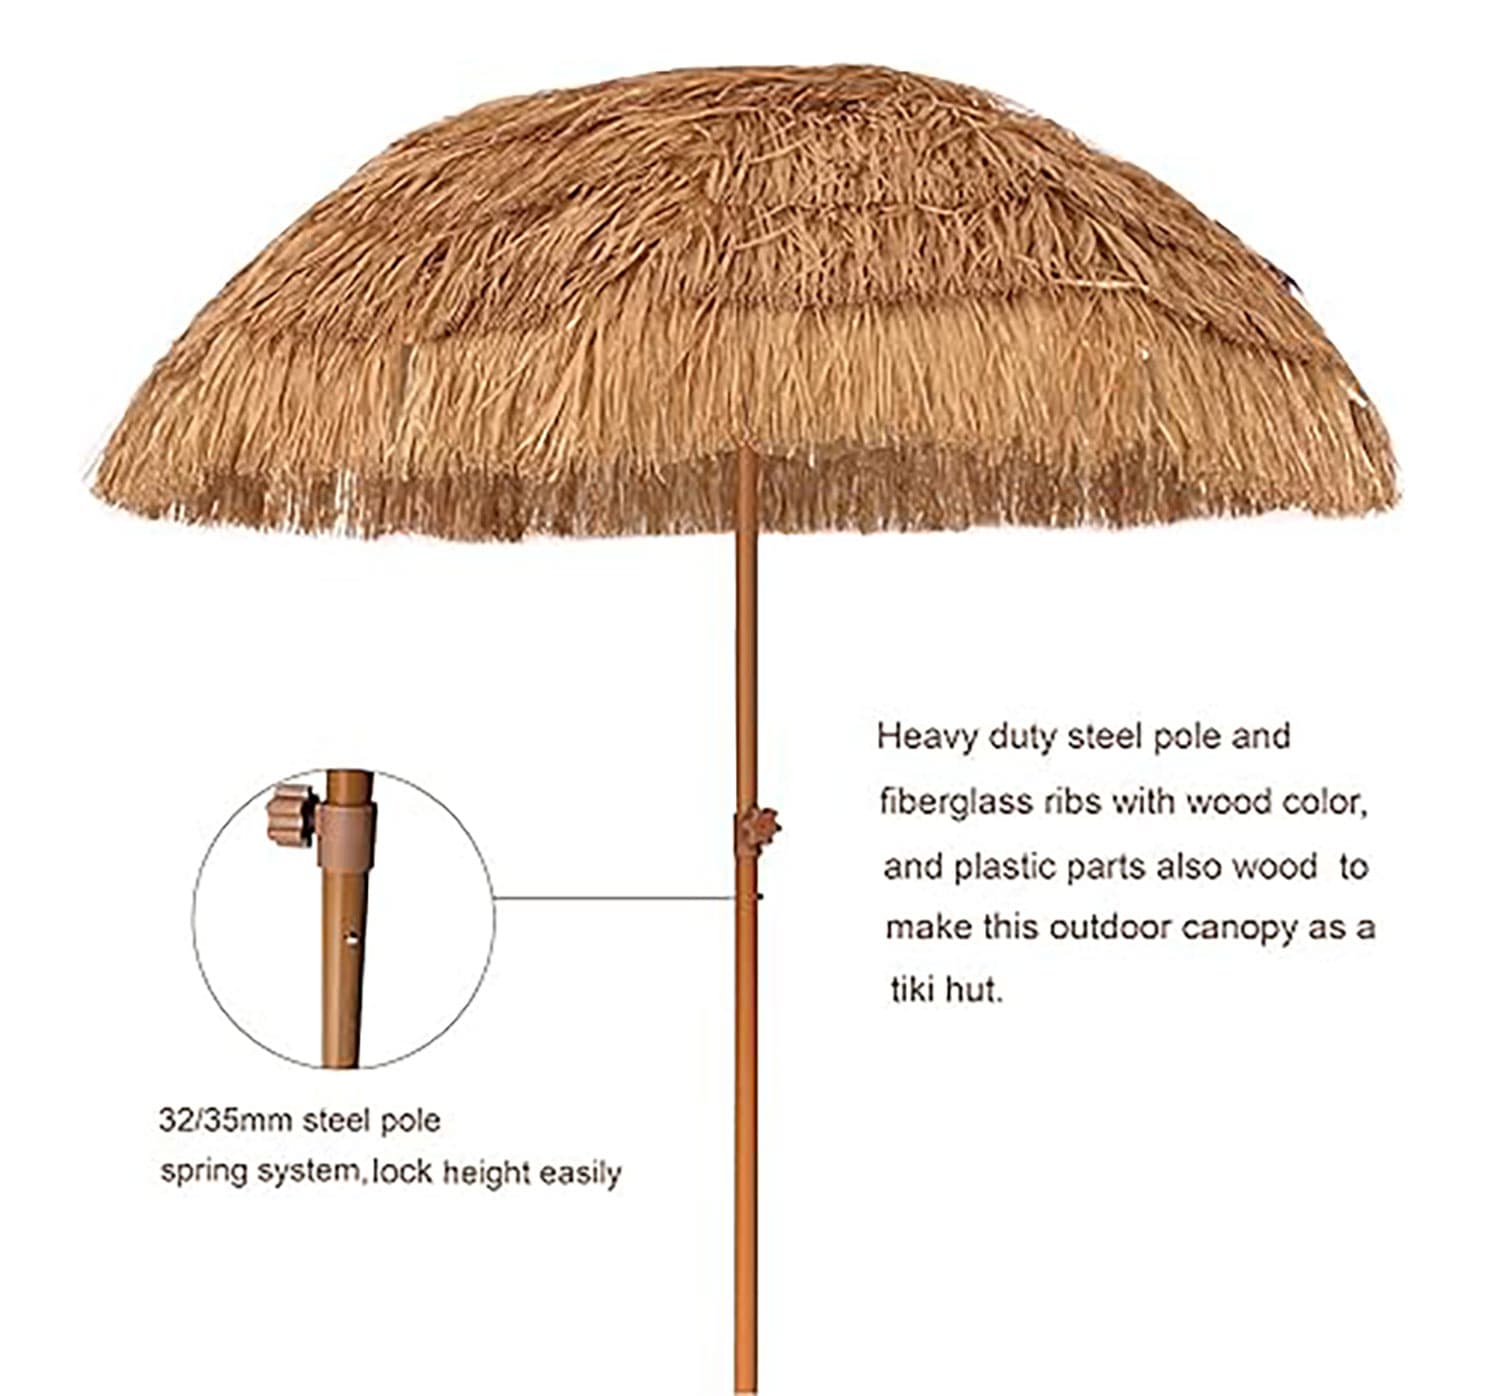 Heavy duty steel pole and
fiberglass ribs with wood color,
and plastic parts also wood to
make this outdoor canopy as a
tiki hut.
32/35mm steel pole
spring system,lock height easily